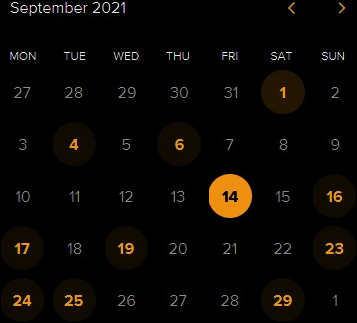 September 2021
MON TUE WED THU FRI SAT SUN
27 28 29 30 31 1 2
3 4 5 6 7 8 9
10 11 12 13 14 15 16
17 18 19 20 21 22 23
24 25 26 27 28 29 1